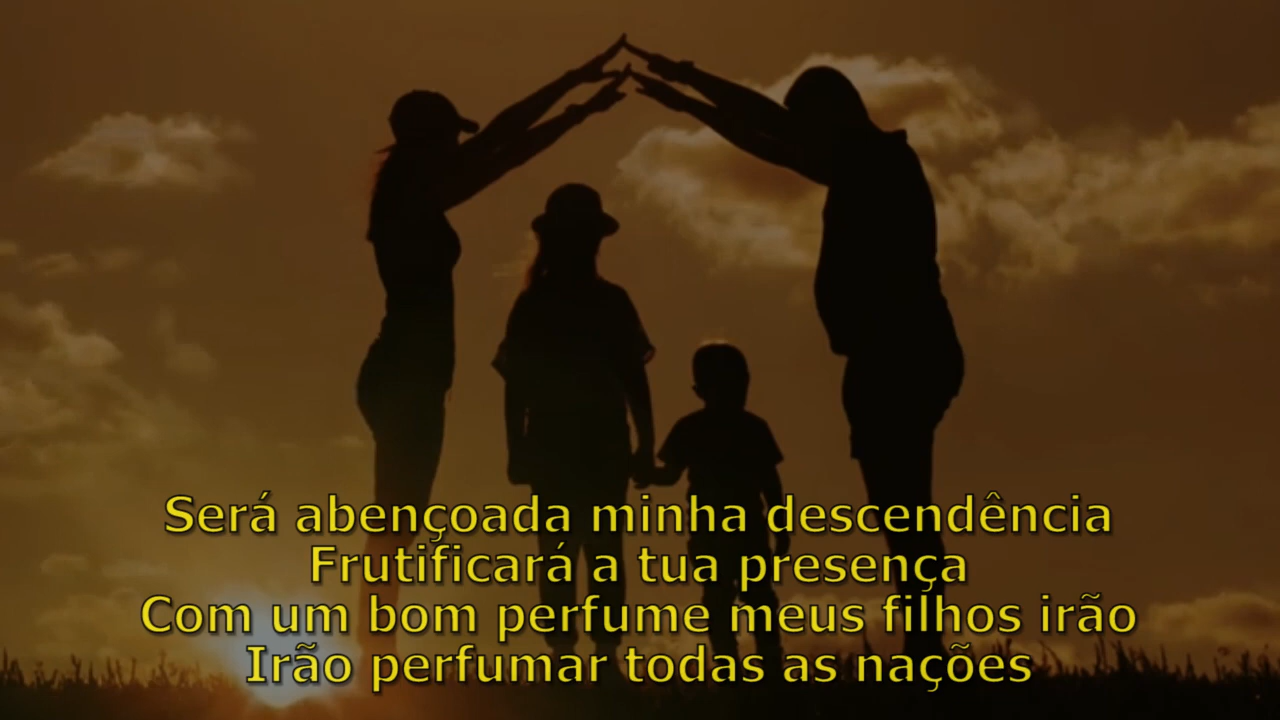 Será abençoada minha descendência
Frutificará a tua presença
Com um bom perfume meus filhos irão
Irão perfumar todas as nações